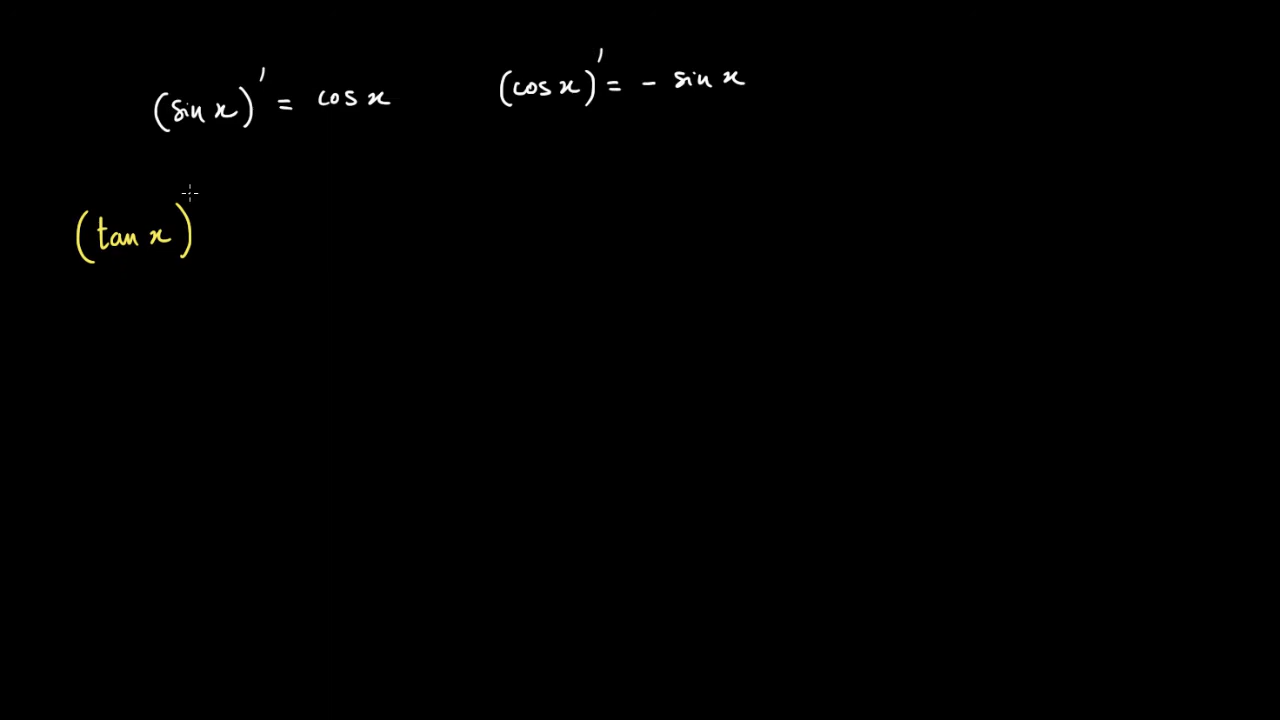 (sin x)' = cos x (cos x)' = - sin x
(tan x)